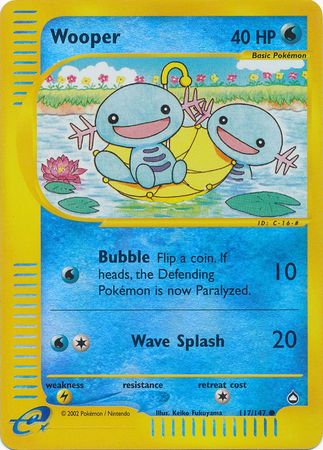 Wooper 40 HP
Basic Pokémon
ID: C-16-#
Bubble Flip a coin. If
heads, the Defending
Pokémon is now Paralyzed.
10
Wave Splash 20
weakness resistance retreat cost
e
© 2002 Pokémon / Nintendo Illus. Keiko Fukuyama 117/147